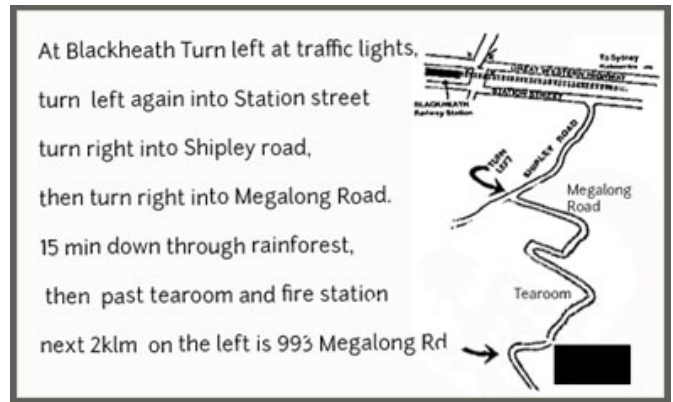 At Blackheath Turn left at traffic lights,
turn left again into Station street
turn right into Shipley road,
then turn right into Megalong Road.
15 min down through rainforest,
then past tearoom and fire station
next 2klm on the left is 993 Megalong Rd
To Sydney
GREAT WESTERN HIGHWAY
STATION STREET
BLACKHEATH
Railway Station
SHIPLEY ROAD
TURN
LEFT
Megalong
Road
Tearoom